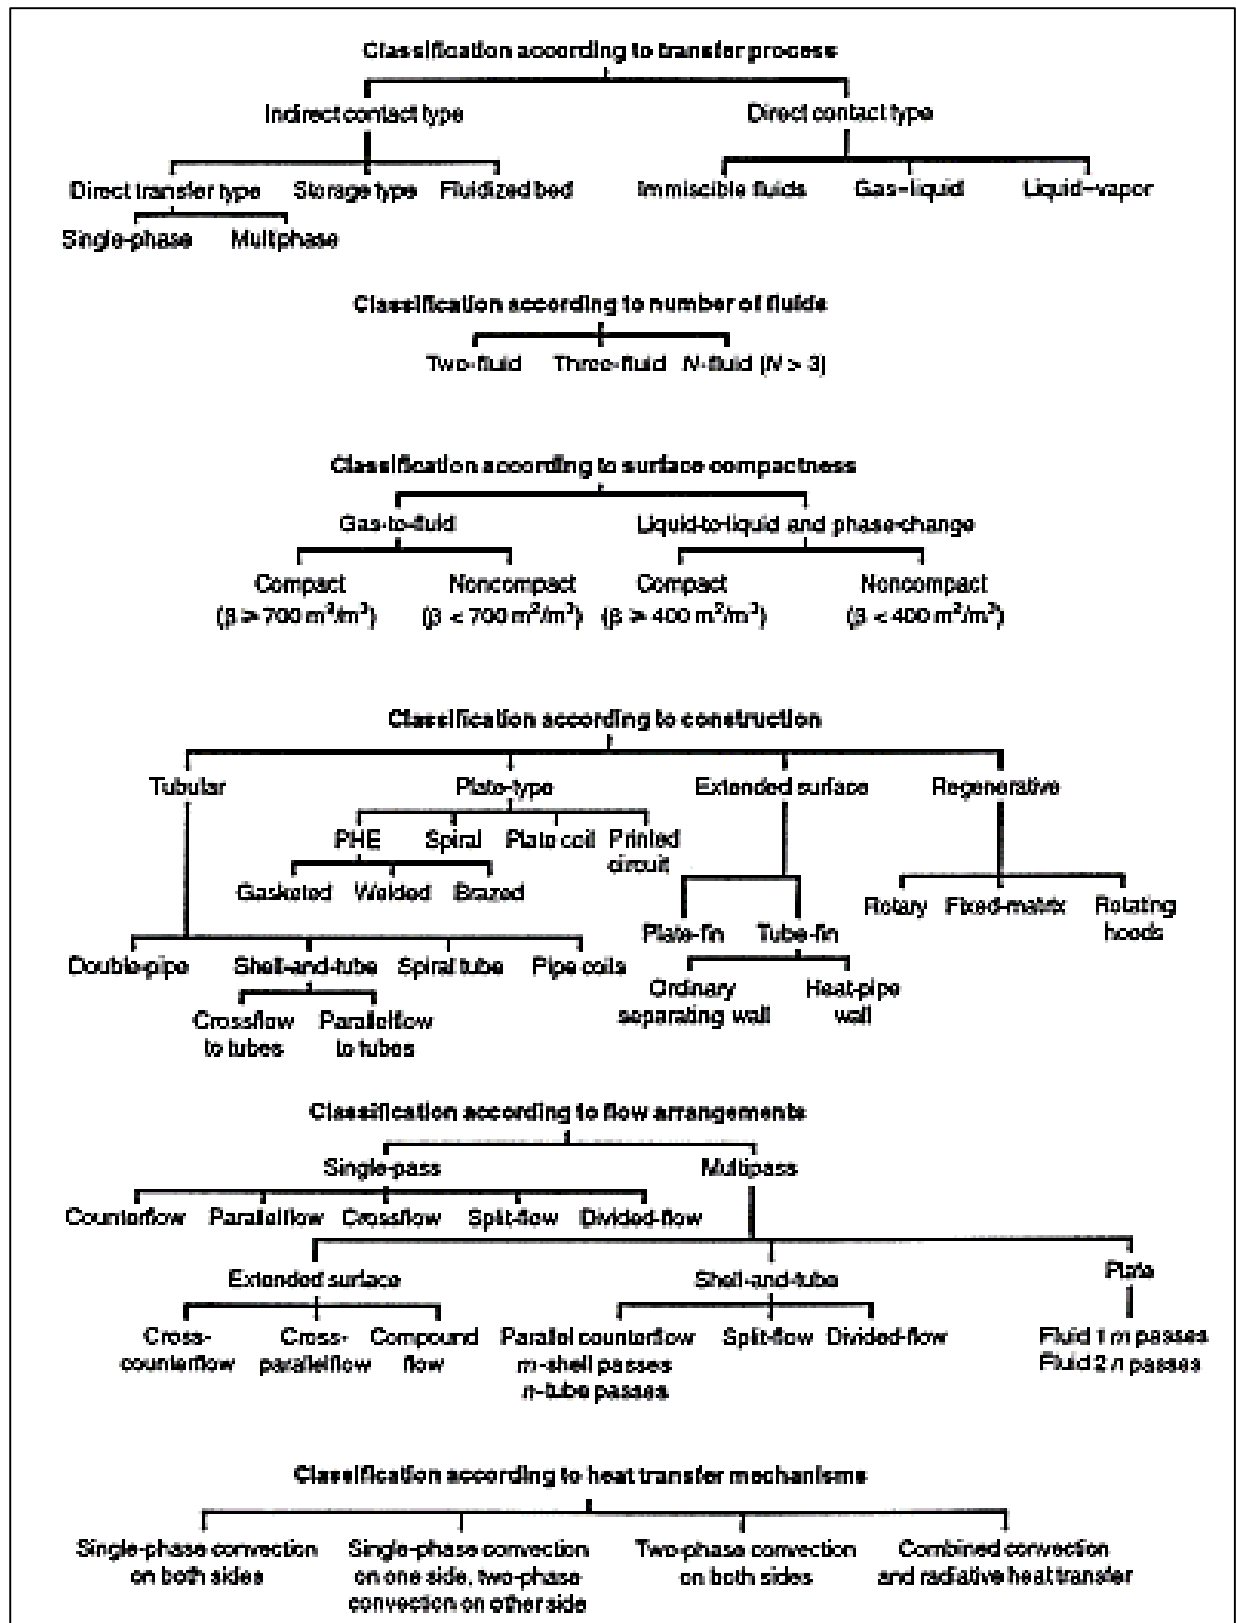 Classification according to transfer process
Indirect contact type Direct contact type
Direct transfer type Storage type Fluidized bed Immiscible fluids Gas–liquid Liquid–vapor
Single-phase Multiphase
Classification according to number of fluids
Two-fluid Three-fluid N-fluid (N > 3)
Classification according to surface compactness
Gas-to-fluid Liquid-to-liquid and phase-change
Compact Noncompact Compact Noncompact
(β ≥ 700 m²/m³) (β < 700 m²/m³) (β ≥ 400 m²/m³) (β < 400 m²/m³)
Classification according to construction
Tubular Plate-type Extended surface Regenerative
PHE Spiral Plate coil Printed
circuit
Gasketed Welded Brazed
Rotary Fixed-matrix Rotating
hoods
Plate-fin Tube-fin
Double-pipe Shell-and-tube Spiral tube Pipe coils
Ordinary Heat-pipe
separating wall wall
Crossflow Parallelflow
to tubes to tubes
Classification according to flow arrangements
Single-pass Multipass
Counterflow Parallelflow Crossflow Split-flow Divided-flow
Extended surface Shell-and-tube Plate
Cross- Cross- Compound Parallel counterflow Split-flow Divided-flow Fluid 1 m passes
counterflow parallelflow flow m-shell passes Fluid 2 n passes
n-tube passes
Classification according to heat transfer mechanisms
Single-phase convection Single-phase convection Two-phase convection Combined convection
on both sides on one side, two-phase on both sides and radiative heat transfer
convection on other side